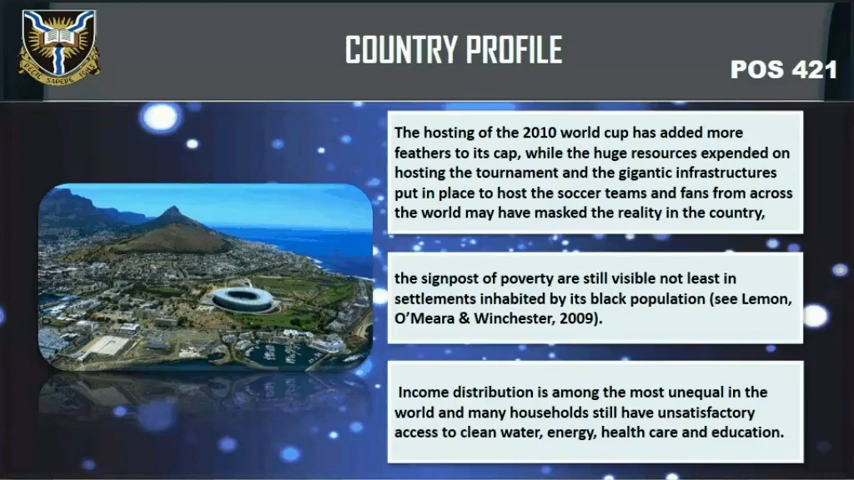 COUNTRY PROFILE
POS 421
The hosting of the 2010 world cup has added more
feathers to its cap, while the huge resources expended on
hosting the tournament and the gigantic infrastructures
put in place to host the soccer teams and fans from across
the world may have masked the reality in the country,
the signpost of poverty are still visible not least in
settlements inhabited by its black population (see Lemon,
O’Meara & Winchester, 2009).
Income distribution is among the most unequal in the
world and many households still have unsatisfactory
access to clean water, energy, health care and education.